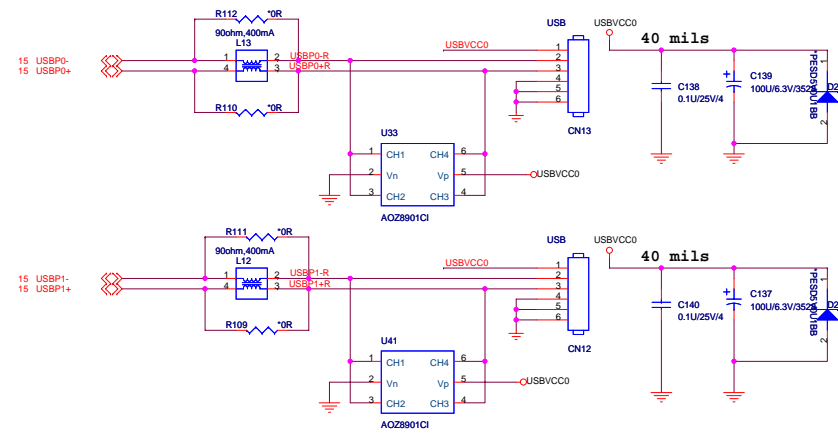 R112 *0R
90ohm,400mA
L13
15 USBP0-
15 USBP0+
1 2 USBP0-R
4 3 USBP0+R
R110 *0R
USBVCC0
USB
1
2
3
4
5
6
CN13
USBVCC0
40 mils
C138
0.1U/25V/4
+ C139
100U/6.3V/3528
1
2
U33
1 CH1 CH4 6
2 Vn Vp 5 USBVCC0
3 CH2 CH3 4
AOZ8901CI
R111 *0R
90ohm,400mA
L12
15 USBP1-
15 USBP1+
1 2 USBP1-R
4 3 USBP1+R
R109 *0R
USBVCC0
USB
1
2
3
4
5
6
CN12
USBVCC0
40 mils
C140
0.1U/25V/4
+ C137
1
2
U41
1 CH1 CH4 6
2 Vn Vp 5 USBVCC0
3 CH2 CH3 4
AOZ8901CI